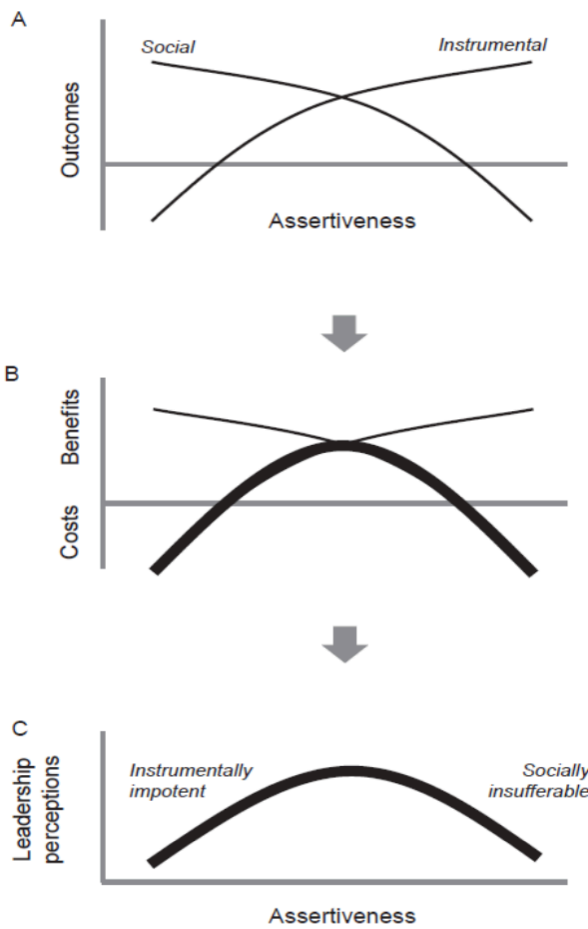 A
Social
Instrumental
Outcomes
Assertiveness
B
Benefits
Costs
C
Leadership
perceptions
Instrumentally
impotent
Socially
insufferable
Assertiveness